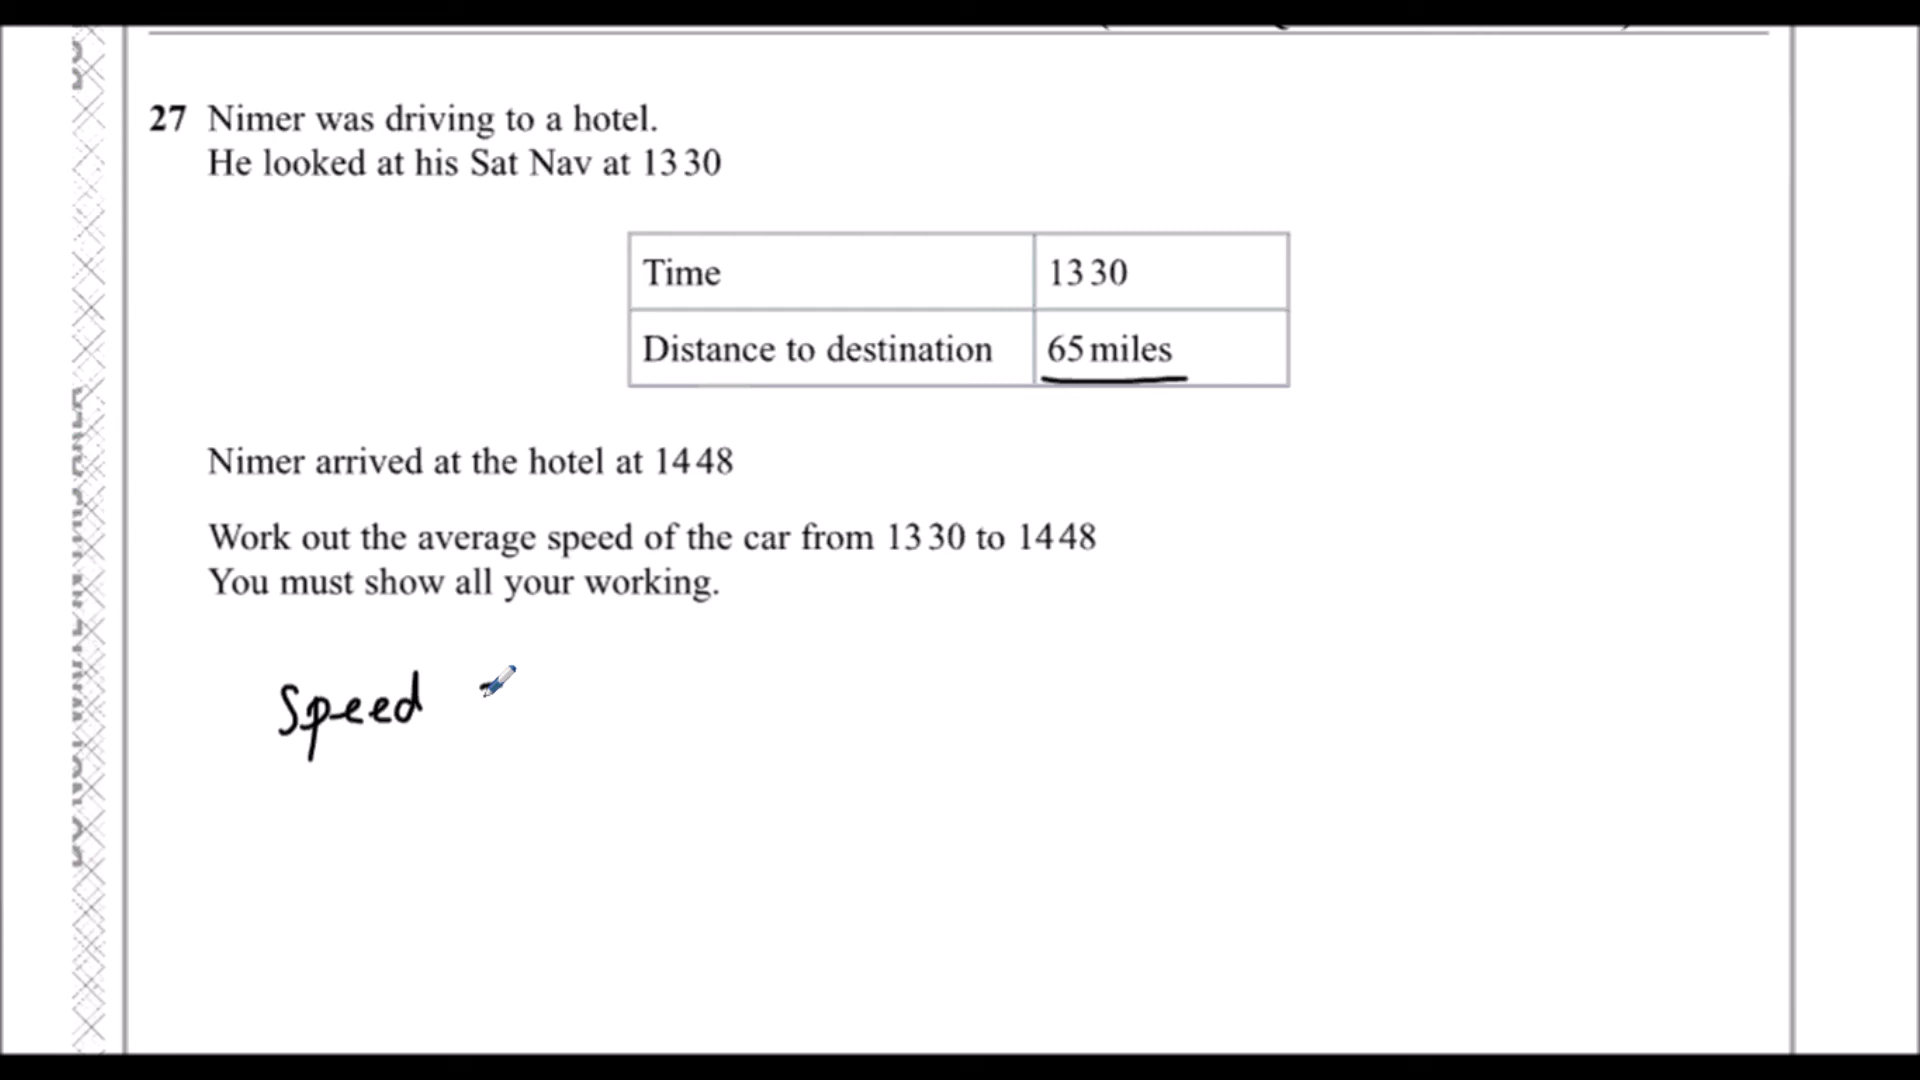 27 Nimer was driving to a hotel.
He looked at his Sat Nav at 13 30
Time 13 30
Distance to destination 65 miles
Nimer arrived at the hotel at 14 48
Work out the average speed of the car from 13 30 to 14 48
You must show all your working.
Speed